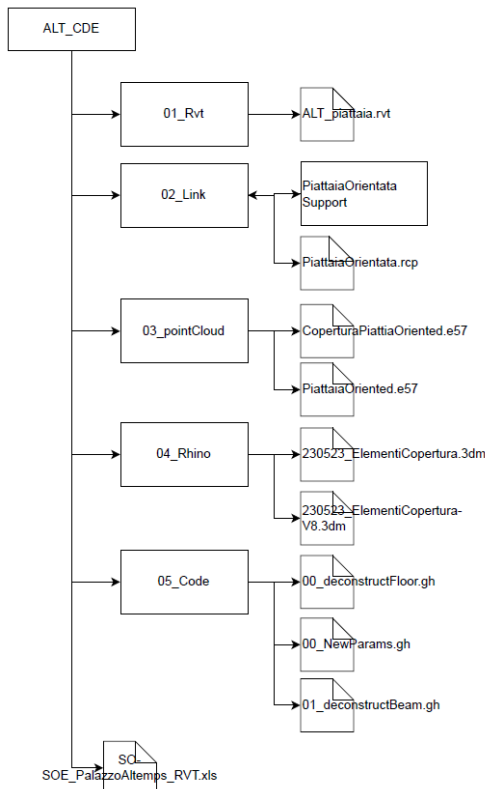 ALT_CDE
01_Rvt
ALT_piattaia.rvt
02_Link
PiattaiaOrientata
Support
PiattaiaOrientata.rcp
03_pointCloud
CoperturaPiattiaOriented.e57
PiattaiaOriented.e57
04_Rhino
230523_ElementiCopertura.3dm
230523_ElementiCopertura-
V8.3dm
05_Code
00_deconstructFloor.gh
00_NewParams.gh
01_deconstructBeam.gh
SO-
SOE_PalazzoAltemps_RVT.xls